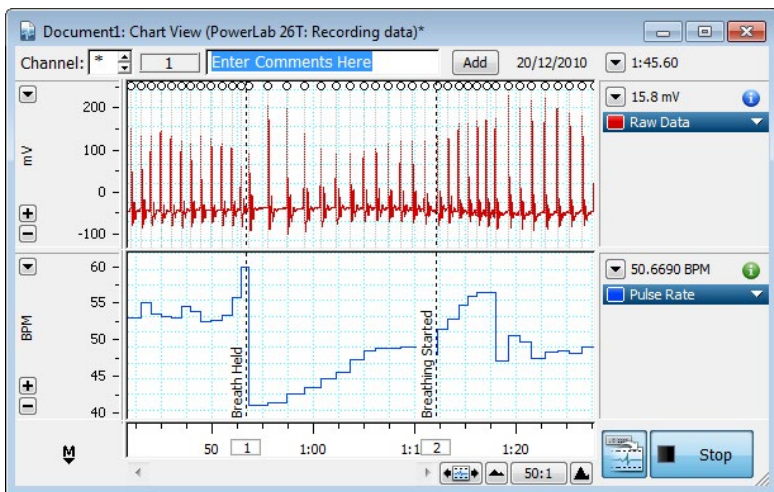 Document1: Chart View (PowerLab 26T: Recording data)*
Channel: * 1 Enter Comments Here Add 20/12/2010 1:45.60
200
100
0
-100
mV
15.8 mV
Raw Data
60
55
50
45
40
BPM
Breath Held
Breathing Started
50.6690 BPM
Pulse Rate
50 1 1:00 1:1 2 1:20
M
50:1
Stop